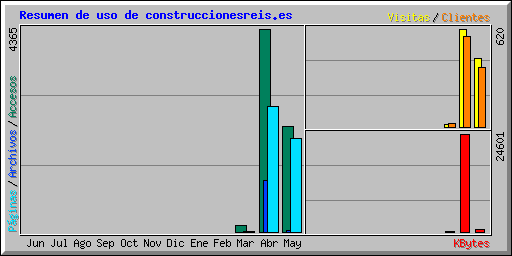 Resumen de uso de construccionesreis.es
Visitas/Clientes
4365
Páginas/Archivos/Accesos
620
24601
Jun Jul Ago Sep Oct Nov Dic Ene Feb Mar Abr May
KBytes